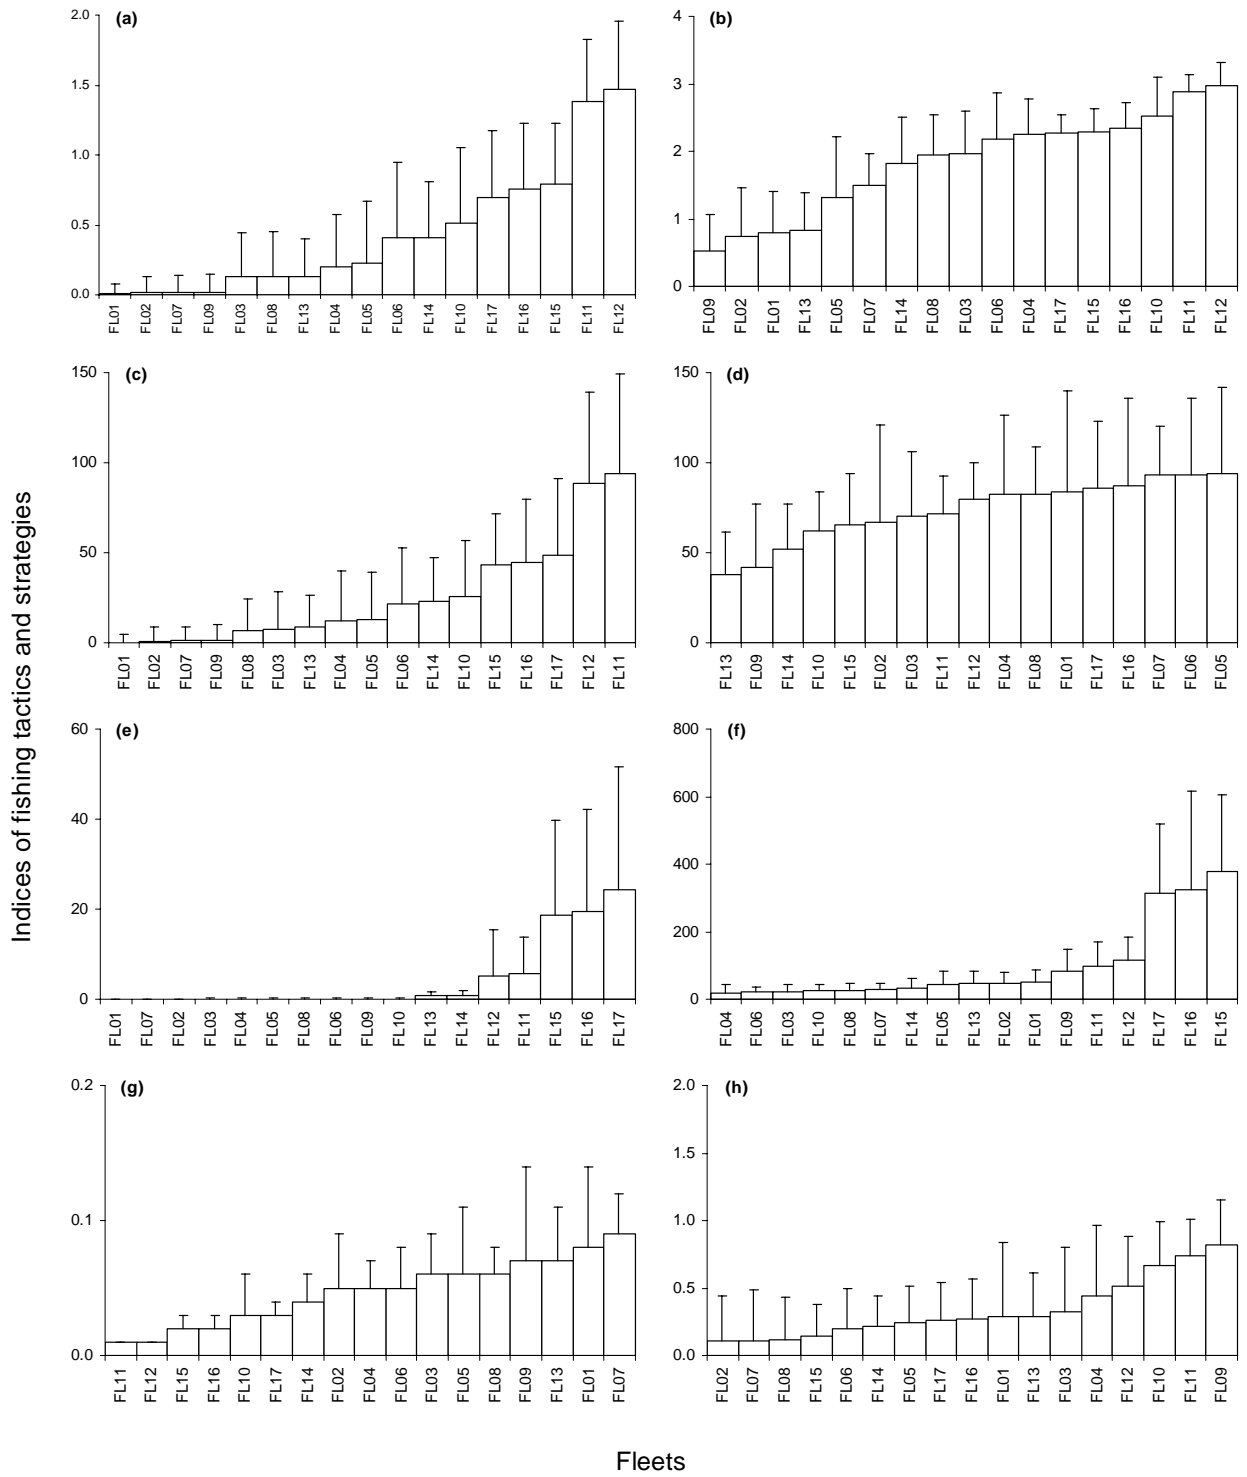 Indices of fishing tactics and strategies
(a)
2.0
1.5
1.0
0.5
0.0
FL01 FL02 FL07 FL09 FL03 FL08 FL13 FL04 FL05 FL06 FL14 FL10 FL17 FL16 FL15 FL11 FL12
(b)
4
3
2
1
0
FL09 FL02 FL01 FL13 FL05 FL07 FL14 FL08 FL03 FL06 FL04 FL17 FL15 FL16 FL10 FL11 FL12
(c)
150
100
50
0
FL01 FL02 FL07 FL09 FL08 FL03 FL13 FL04 FL05 FL06 FL14 FL10 FL15 FL16 FL17 FL12 FL11
(d)
150
100
50
0
FL13 FL09 FL14 FL10 FL15 FL02 FL03 FL11 FL12 FL04 FL08 FL01 FL17 FL16 FL07 FL06 FL05
(e)
60
40
20
0
FL01 FL07 FL02 FL03 FL04 FL05 FL08 FL06 FL09 FL10 FL13 FL14 FL12 FL11 FL15 FL16 FL17
(f)
800
600
400
200
0
FL04 FL06 FL03 FL10 FL08 FL07 FL14 FL05 FL13 FL02 FL01 FL09 FL11 FL12 FL17 FL16 FL15
(g)
0.2
0.1
0.0
FL11 FL12 FL15 FL16 FL10 FL17 FL14 FL02 FL04 FL06 FL03 FL05 FL08 FL09 FL13 FL01 FL07
(h)
2.0
1.5
1.0
0.5
0.0
FL02 FL07 FL08 FL15 FL06 FL14 FL05 FL17 FL16 FL01 FL13 FL03 FL04 FL12 FL10 FL11 FL09
Fleets